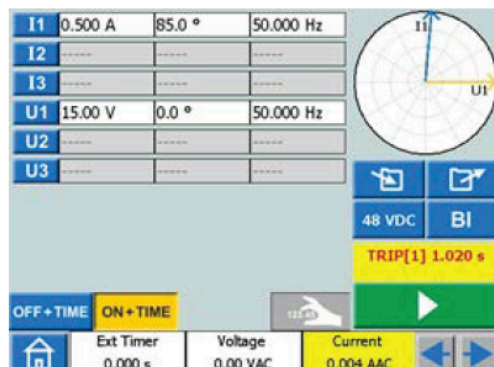 I1 0.500 A 85.0 ° 50.000 Hz
I2 ----- ----- -----
I3 ----- ----- -----
U1 15.00 V 0.0 ° 50.000 Hz
U2 ----- ----- -----
U3 ----- ----- -----
I1
U1
48 VDC BI
TRIP[1] 1.020 s
OFF+TIME ON+TIME 123.45
Ext Timer Voltage Current
0.000 s 0.00 VAC 0.004 AAC